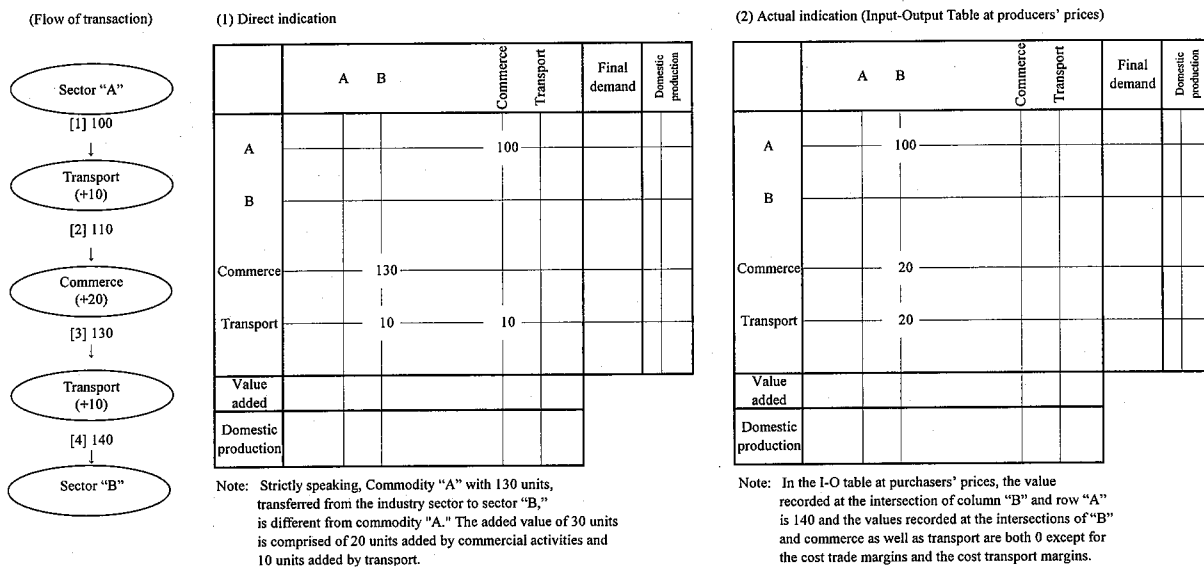 (Flow of transaction)
Sector “A”
[1] 100
↓
Transport
(+10)
[2] 110
↓
Commerce
(+20)
[3] 130
↓
Transport
(+10)
[4] 140
↓
Sector “B”
(1) Direct indication
A B Commerce Transport Final demand Domestic production
A 100
B
Commerce 130
Transport 10 10
Value
added
Domestic
production
Note: Strictly speaking, Commodity “A” with 130 units,
transferred from the industry sector to sector “B,”
is different from commodity "A." The added value of 30 units
is comprised of 20 units added by commercial activities and
10 units added by transport.
(2) Actual indication (Input-Output Table at producers’ prices)
A B Commerce Transport Final demand Domestic production
A 100
B
Commerce 20
Transport 20
Value
added
Domestic
production
Note: In the I-O table at purchasers’ prices, the value
recorded at the intersection of column “B” and row “A”
is 140 and the values recorded at the intersections of “B”
and commerce as well as transport are both 0 except for
the cost trade margins and the cost transport margins.